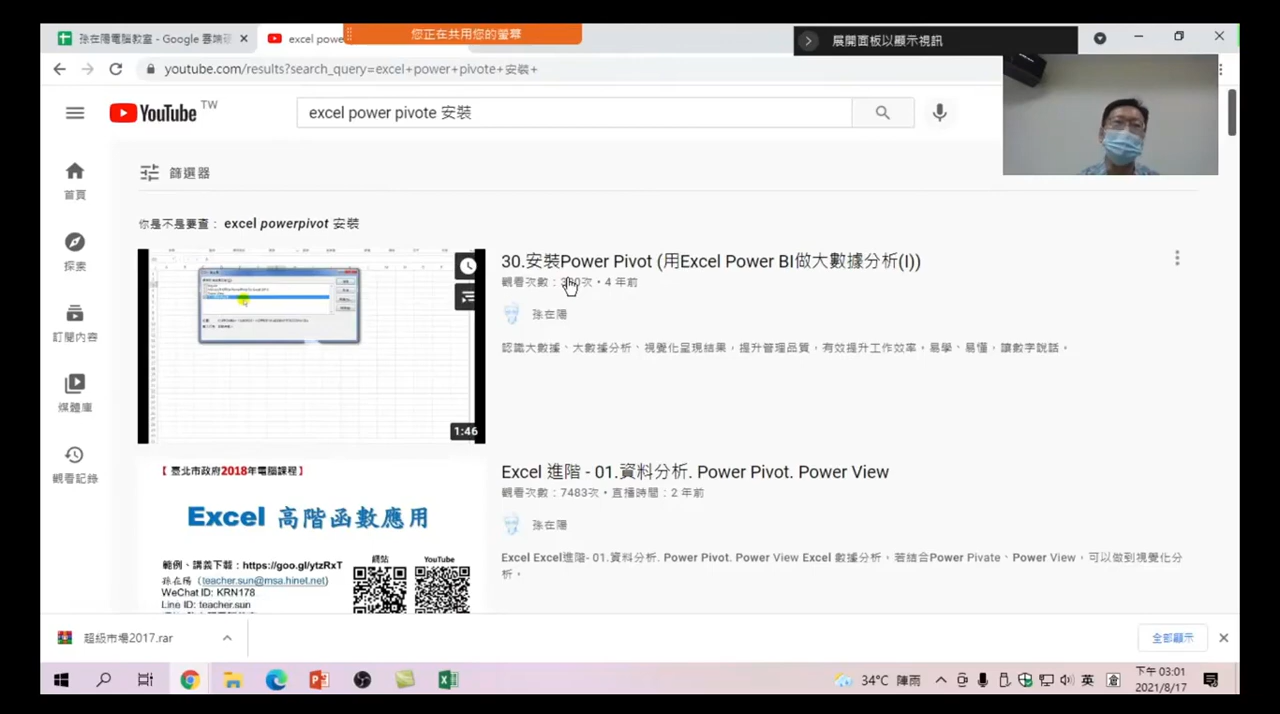 孫在陽電腦教室 - Google 雲端
excel powe
您正在共用您的螢幕
展開面板以顯示視訊
youtube.com/results?search_query=excel+power+pivote+安裝+
YouTube TW
excel power pivote 安裝
首頁
探索
訂閱內容
媒體庫
觀看記錄
篩選器
你是不是要查： excel powerpivot 安裝
1:46
30.安裝Power Pivot (用Excel Power BI做大數據分析(I))
觀看次數：次・4 年前
孫在陽
認識大數據、大數據分析、視覺化呈現結果，提升管理品質，有效提升工作效率。易學、易懂，讓數字說話。
【 臺北市政府2018年電腦課程】
Excel 高階函數應用
範例、講義下載：https://goo.gl/ytzRxT
孫在陽 (teacher.sun@msa.hinet.net)
WeChat ID: KRN178
Line ID: teacher.sun
網站
YouTube
Excel 進階 - 01.資料分析. Power Pivot. Power View
觀看次數：7483次・直播時間：2 年前
孫在陽
Excel Excel進階- 01.資料分析. Power Pivot. Power View Excel 數據分析，若結合Power Pivate、Power View，可以做到視覺化分
析。
超級市場2017.rar
全部顯示
34°C 陣雨
英
下午 03:01
2021/8/17